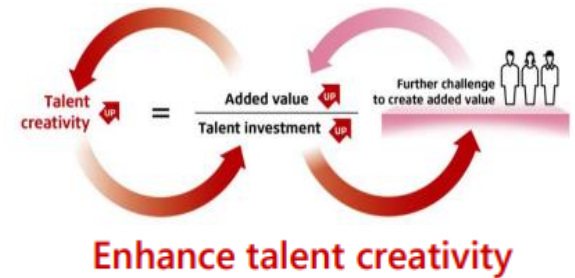 Talent
creativity UP
=
Added value UP
Talent investment UP
Further challenge
to create added value
Enhance talent creativity